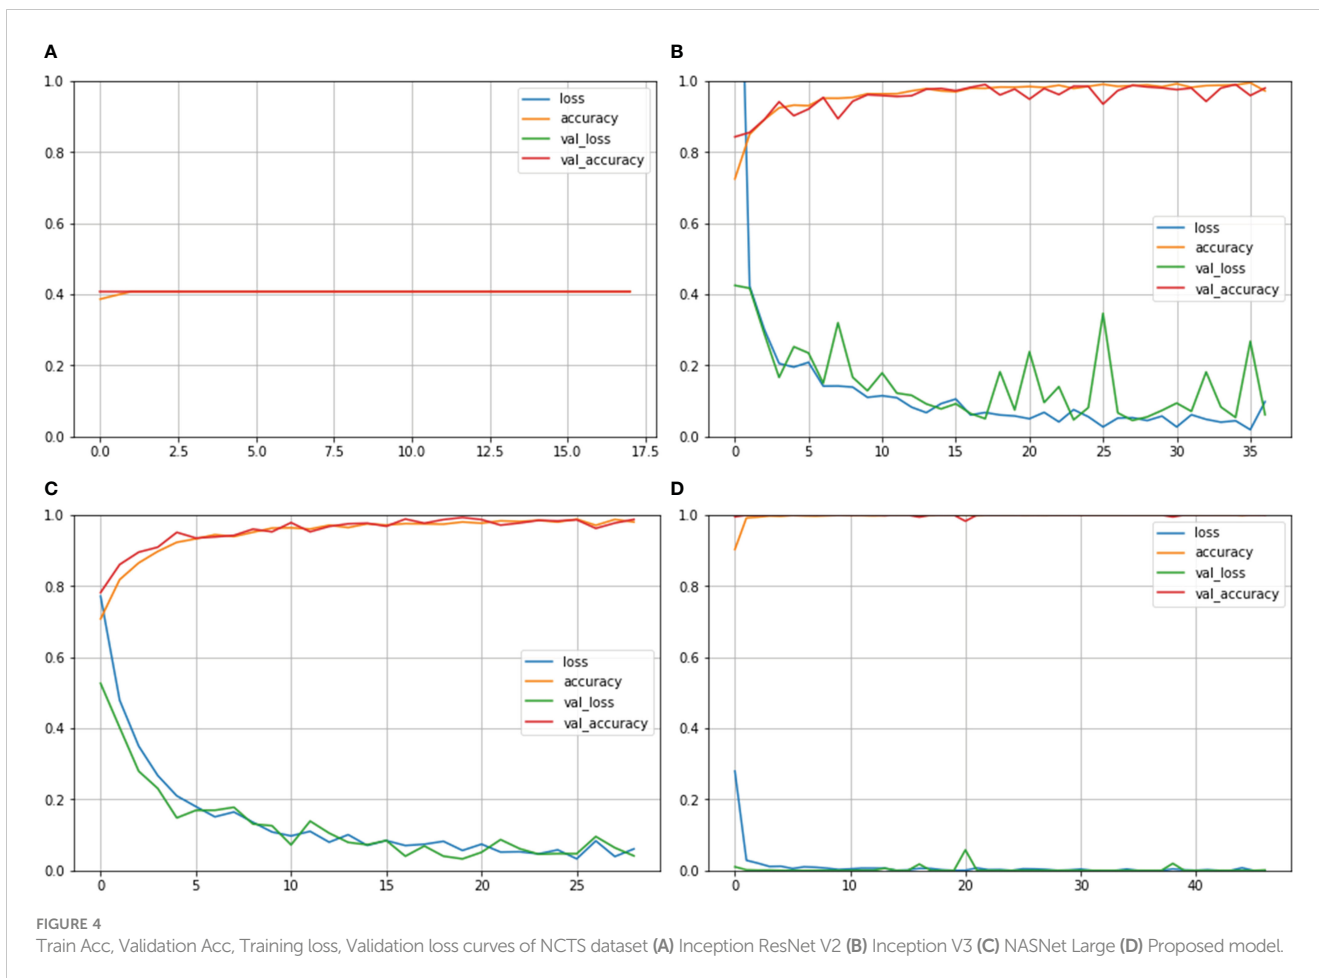 A
1.0
0.8
0.6
0.4
0.2
0.0
0.0 2.5 5.0 7.5 10.0 12.5 15.0 17.5
loss
accuracy
val_loss
val_accuracy
B
1.0
0.8
0.6
0.4
0.2
0.0
0 5 10 15 20 25 30 35
loss
accuracy
val_loss
val_accuracy
C
1.0
0.8
0.6
0.4
0.2
0.0
0 5 10 15 20 25
loss
accuracy
val_loss
val_accuracy
D
1.0
0.8
0.6
0.4
0.2
0.0
0 10 20 30 40
loss
accuracy
val_loss
val_accuracy
FIGURE 4
Train Acc, Validation Acc, Training loss, Validation loss curves of NCTS dataset (A) Inception ResNet V2 (B) Inception V3 (C) NASNet Large (D) Proposed model.